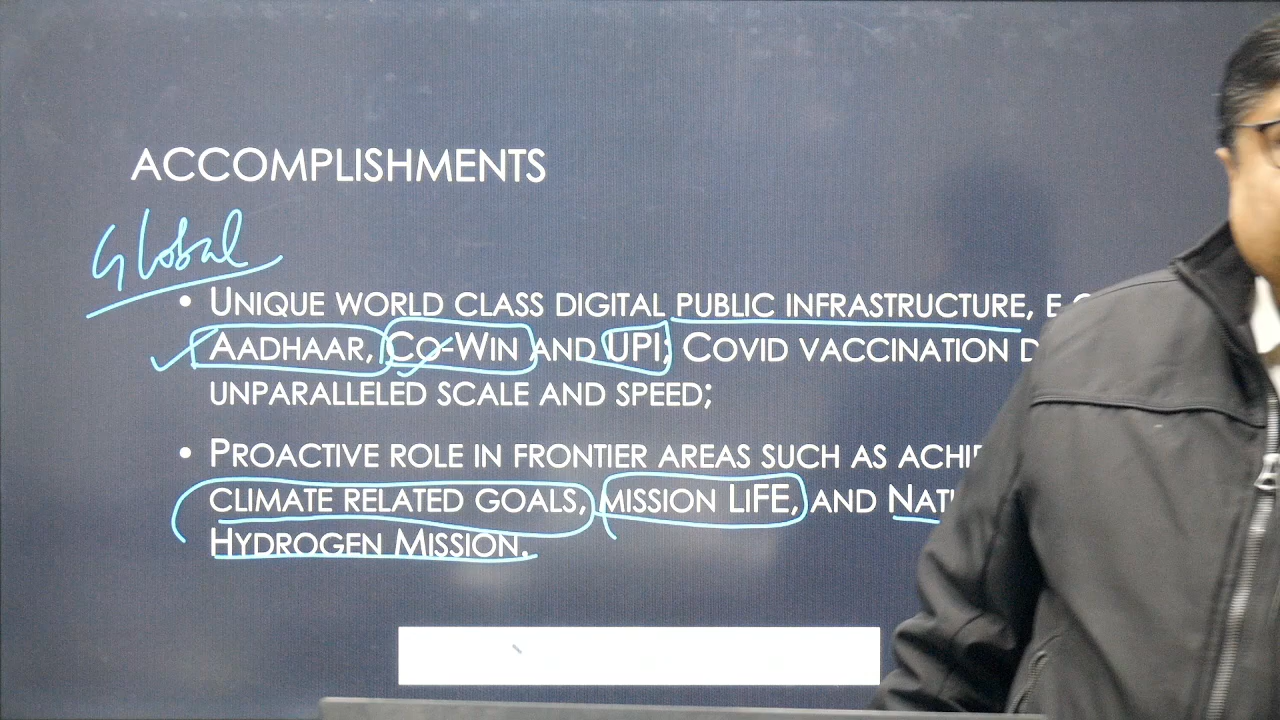 ACCOMPLISHMENTS
Global
• UNIQUE WORLD CLASS DIGITAL PUBLIC INFRASTRUCTURE, E.G
AADHAAR, CO-WIN AND UPI; COVID VACCINATION
UNPARALLELED SCALE AND SPEED;
• PROACTIVE ROLE IN FRONTIER AREAS SUCH AS
CLIMATE RELATED GOALS, MISSION LIFE, AND
HYDROGEN MISSION.